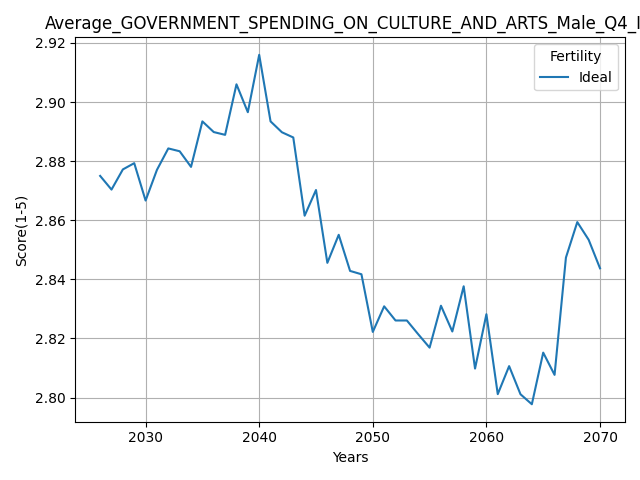 Average_GOVERNMENT_SPENDING_ON_CULTURE_AND_ARTS_Male_Q4_I
Fertility
Ideal
Score(1-5)
2.92
2.90
2.88
2.86
2.84
2.82
2.80
2030 2040 2050 2060 2070
Years